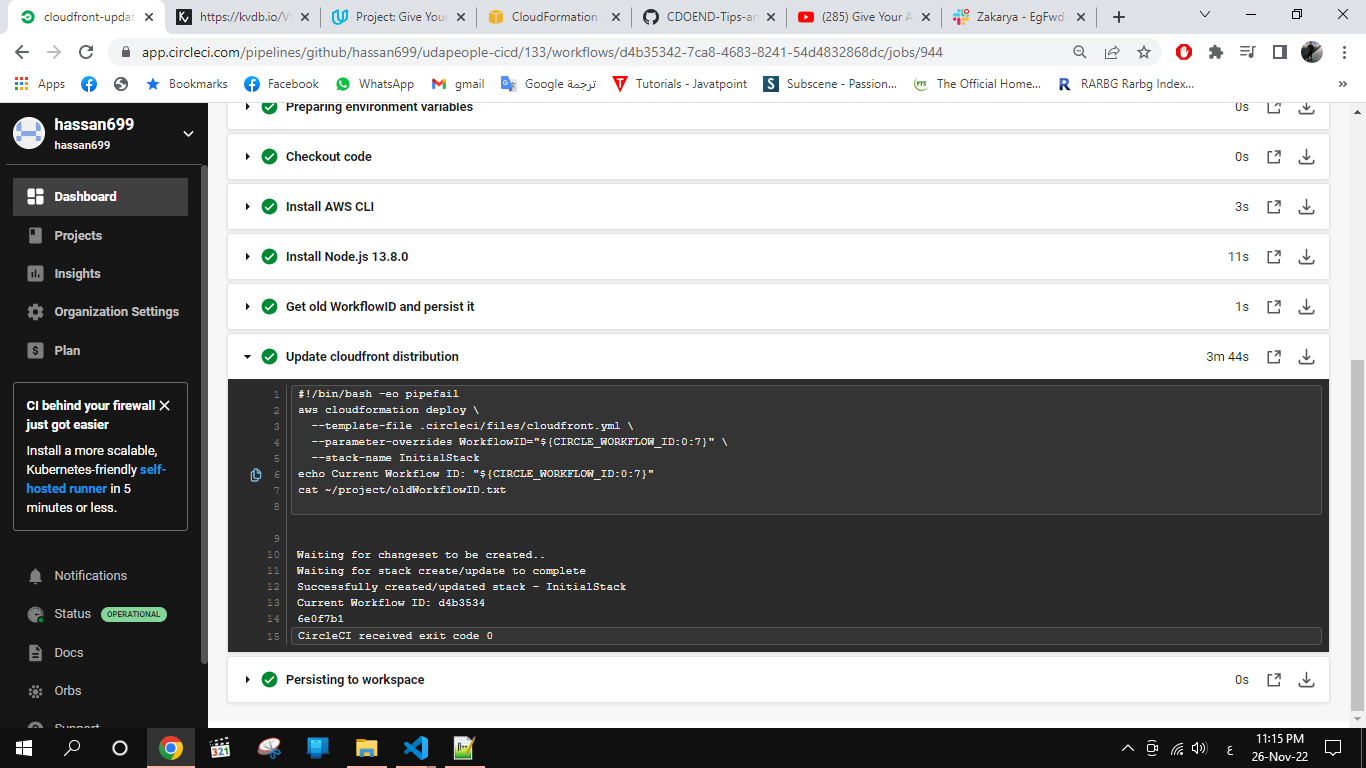 cloudfront-updat
https://kvdb.io/V
Project: Give Your
CloudFormation
CDOEND-Tips-an
(285) Give Your A
Zakarya - EgFwd-
app.circleci.com/pipelines/github/hassan699/udapeople-cicd/133/workflows/d4b35342-7ca8-4683-8241-54d4832868dc/jobs/944
Apps
Bookmarks
Facebook
WhatsApp
gmail
ترجمة Google
Tutorials - Javatpoint
Subscene - Passion...
The Official Home...
RARBG Rarbg Index...
hassan699
hassan699
Dashboard
Projects
Insights
Organization Settings
Plan
CI behind your firewall
just got easier
Install a more scalable,
Kubernetes-friendly self-
hosted runner in 5
minutes or less.
Notifications
Status OPERATIONAL
Docs
Orbs
Support
Preparing environment variables 0s
Checkout code 0s
Install AWS CLI 3s
Install Node.js 13.8.0 11s
Get old WorkflowID and persist it 1s
Update cloudfront distribution 3m 44s
1 #!/bin/bash -eo pipefail
2 aws cloudformation deploy \
3 --template-file .circleci/files/cloudfront.yml \
4 --parameter-overrides WorkflowID="${CIRCLE_WORKFLOW_ID:0:7}" \
5 --stack-name InitialStack
6 echo Current Workflow ID: "${CIRCLE_WORKFLOW_ID:0:7}"
7 cat ~/project/oldWorkflowID.txt
8
9
10 Waiting for changeset to be created..
11 Waiting for stack create/update to complete
12 Successfully created/updated stack - InitialStack
13 Current Workflow ID: d4b3534
14 6e0f7b1
15 CircleCI received exit code 0
Persisting to workspace 0s
321
ع
11:15 PM
26-Nov-22